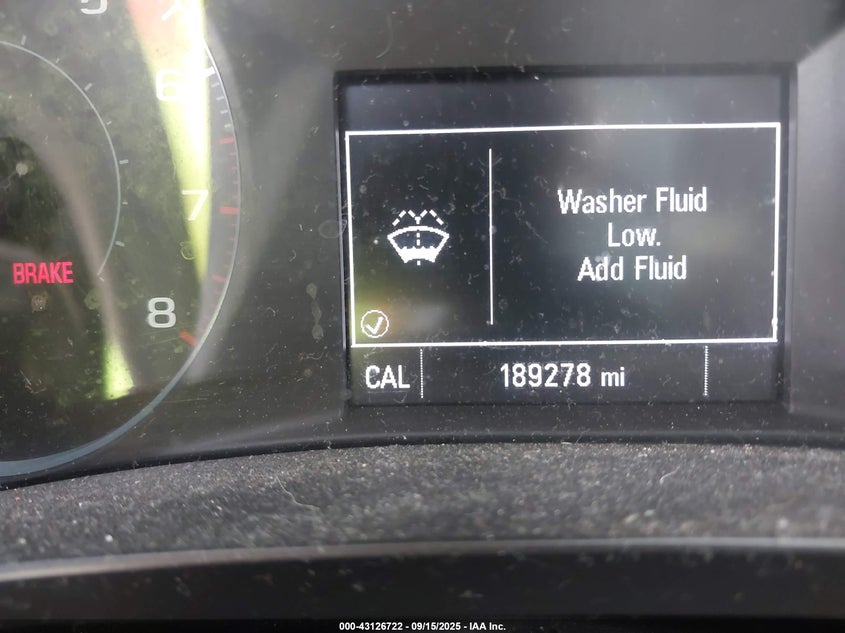 5
6
7
8
BRAKE
Washer Fluid
Low.
Add Fluid
CAL
189278 mi
000-43126722 - 09/15/2025 - IAA Inc.